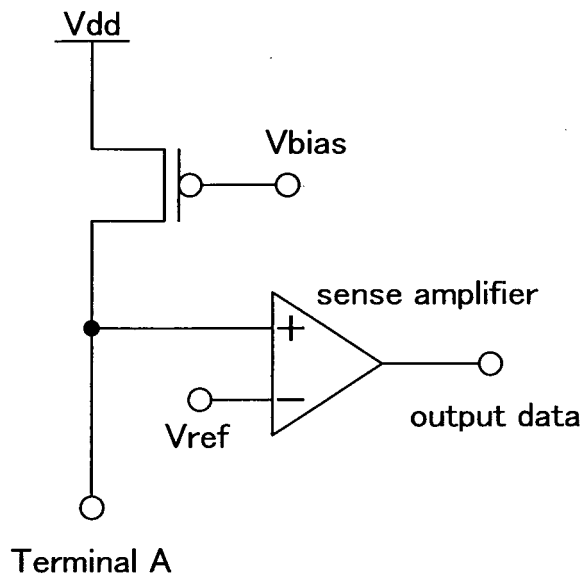 Vdd
Vbias
sense amplifier
+
−
Vref
output data
Terminal A